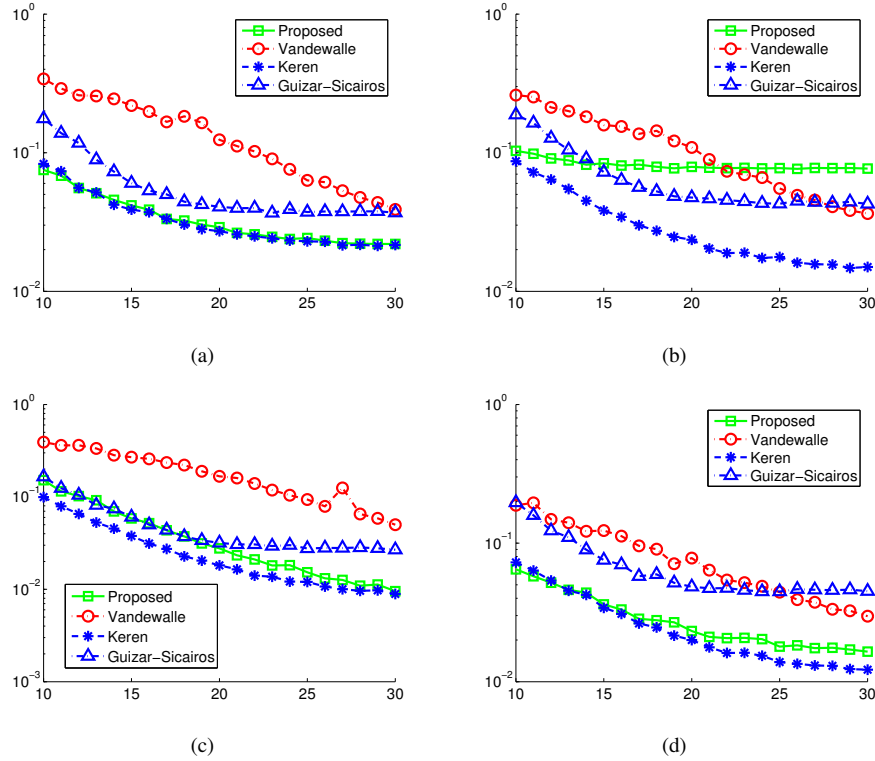 10^0
10^-1
10^-2
10 15 20 25 30
Proposed
Vandewalle
Keren
Guizar-Sicairos
(a)
10^0
10^-1
10^-2
10 15 20 25 30
Proposed
Vandewalle
Keren
Guizar-Sicairos
(b)
10^0
10^-1
10^-2
10^-3
10 15 20 25 30
Proposed
Vandewalle
Keren
Guizar-Sicairos
(c)
10^0
10^-1
10^-2
10 15 20 25 30
Proposed
Vandewalle
Keren
Guizar-Sicairos
(d)